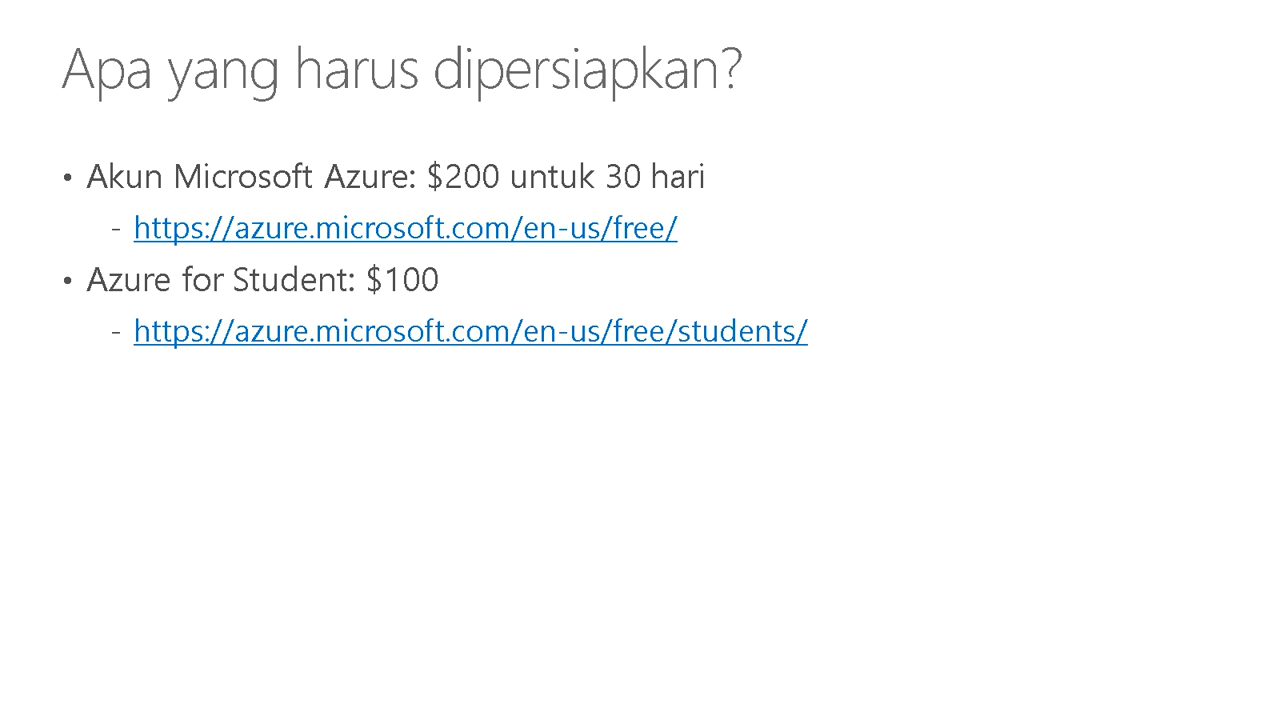 Apa yang harus dipersiapkan?
• Akun Microsoft Azure: $200 untuk 30 hari
- https://azure.microsoft.com/en-us/free/
• Azure for Student: $100
- https://azure.microsoft.com/en-us/free/students/